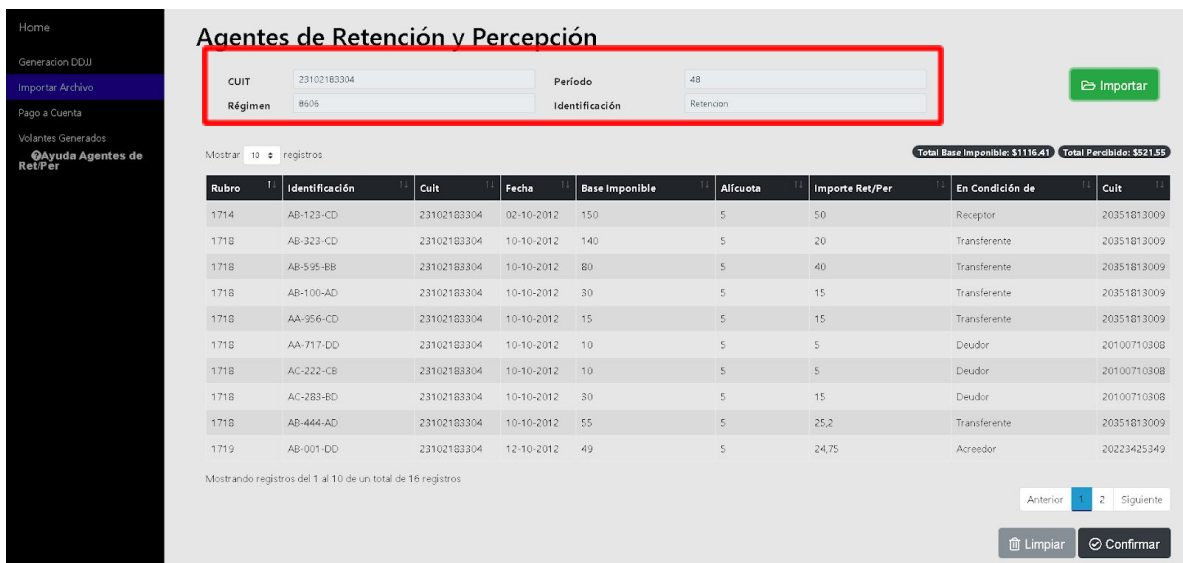 Home
Generacion DDJJ
Importar Archivo
Pago a Cuenta
Volantes Generados
Ayuda Agentes de
Ret/Per
Agentes de Retención y Percepción
CUIT 23102183304 Período 48
Régimen 8606 Identificación Retencion
Importar
Mostrar 10 registros
Total Base Imponible: $1116.41 Total Percibido: $521.55
Rubro Identificación Cuit Fecha Base Imponible Alícuota Importe Ret/Per En Condición de Cuit
1714 AB-123-CD 23102183304 02-10-2012 150 5 50 Receptor 20351813009
1718 AB-323-CD 23102183304 10-10-2012 140 5 20 Transferente 20351813009
1718 AB-595-BB 23102183304 10-10-2012 80 5 40 Transferente 20351813009
1718 AB-100-AD 23102183304 10-10-2012 30 5 15 Transferente 20351813009
1718 AA-956-CD 23102183304 10-10-2012 15 5 15 Transferente 20351813009
1718 AA-717-DD 23102183304 10-10-2012 10 5 5 Deudor 20100710308
1718 AC-222-CB 23102183304 10-10-2012 10 5 5 Deudor 20100710308
1718 AC-283-BD 23102183304 10-10-2012 30 5 15 Deudor 20100710308
1718 AB-444-AD 23102183304 10-10-2012 55 5 25,2 Transferente 20351813009
1719 AB-001-DD 23102183304 12-10-2012 49 5 24,75 Acreedor 20223425349
Mostrando registros del 1 al 10 de un total de 16 registros
Anterior 1 2 Siguiente
Limpiar Confirmar